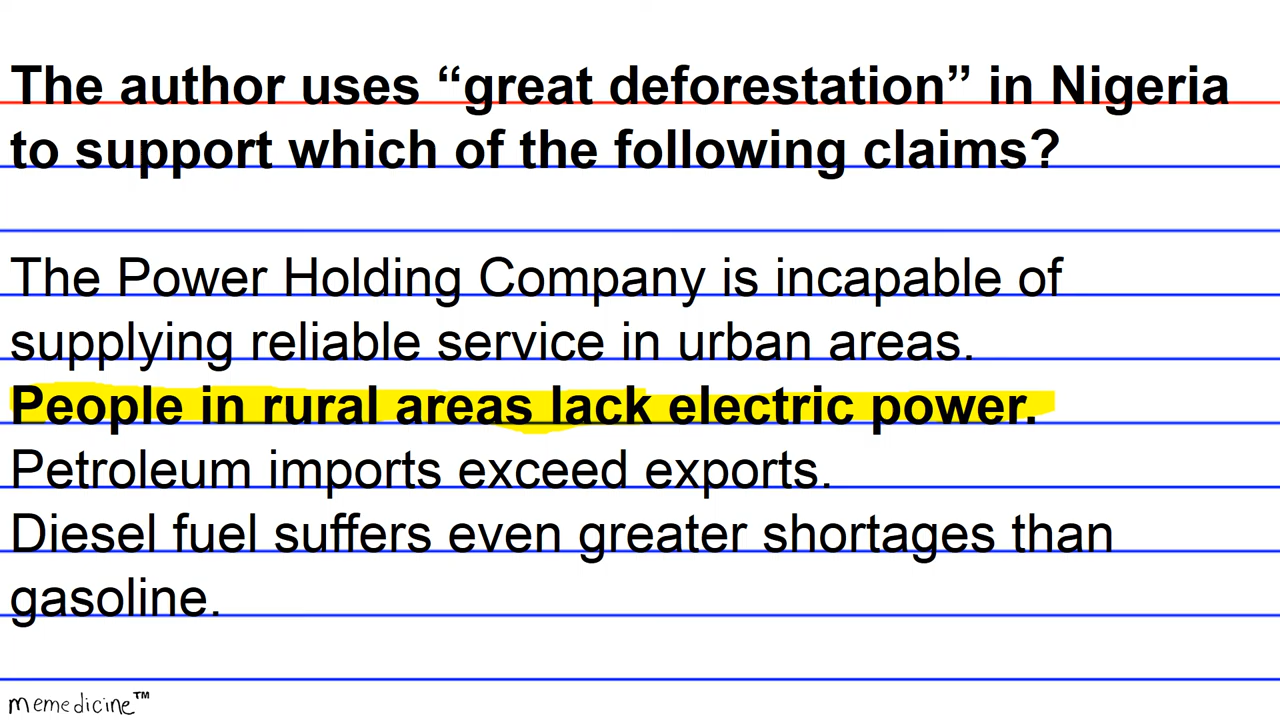 The author uses “great deforestation” in Nigeria
to support which of the following claims?
The Power Holding Company is incapable of
supplying reliable service in urban areas.
People in rural areas lack electric power.
Petroleum imports exceed exports.
Diesel fuel suffers even greater shortages than
gasoline.
memedicine™